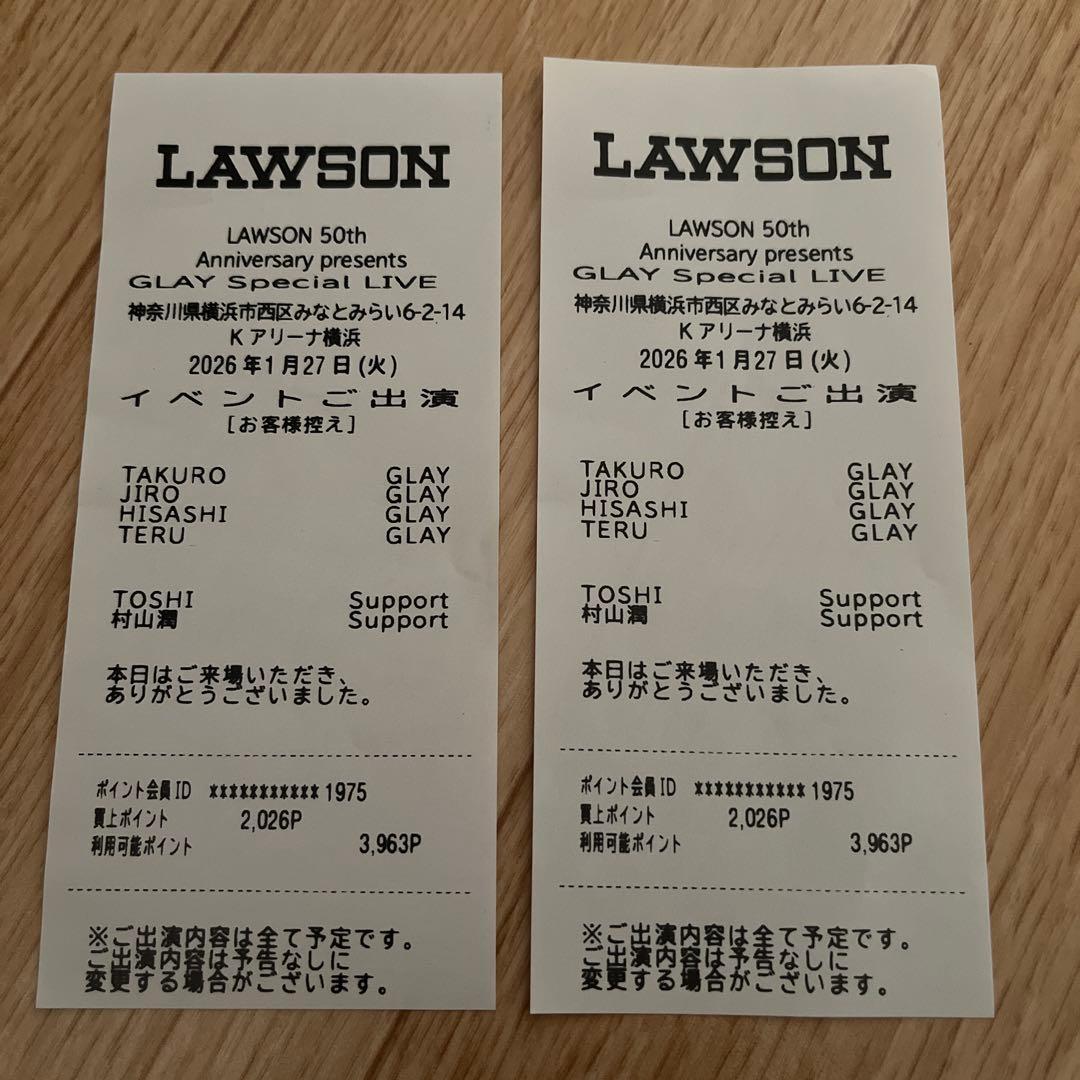 LAWSON
LAWSON 50th
Anniversary presents
GLAY Special LIVE
神奈川県横浜市西区みなとみらい6-2-14
K アリーナ横浜
2026 年 1 月 27 日 (火)
イベントご出演
[お客様控え]
TAKURO GLAY
JIRO GLAY
HISASHI GLAY
TERU GLAY
TOSHI Support
村山潤 Support
本日はご来場いただき、
ありがとうございました。
ポイント会員ID ***********1975
買上ポイント 2,026P
利用可能ポイント 3,963P
※ご出演内容は全て予定です。
ご出演内容は予告なしに
変更する場合がございます。
LAWSON
LAWSON 50th
Anniversary presents
GLAY Special LIVE
神奈川県横浜市西区みなとみらい6-2-14
K アリーナ横浜
2026 年 1 月 27 日 (火)
イベントご出演
[お客様控え]
TAKURO GLAY
JIRO GLAY
HISASHI GLAY
TERU GLAY
TOSHI Support
村山潤 Support
本日はご来場いただき、
ありがとうございました。
ポイント会員ID ***********1975
買上ポイント 2,026P
利用可能ポイント 3,963P
※ご出演内容は全て予定です。
ご出演内容は予告なしに
変更する場合がございます。